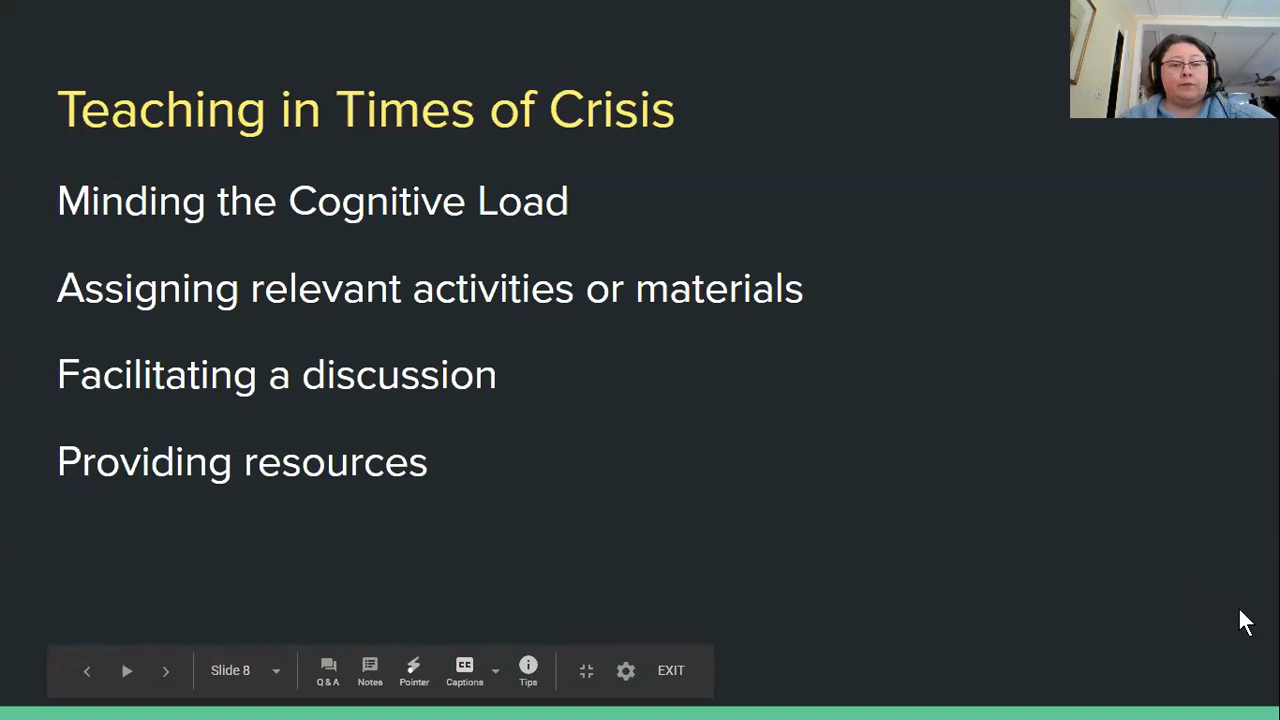 Teaching in Times of Crisis
Minding the Cognitive Load
Assigning relevant activities or materials
Facilitating a discussion
Providing resources
Slide 8
Q & A
Notes
Pointer
CC
Captions
Tips
EXIT